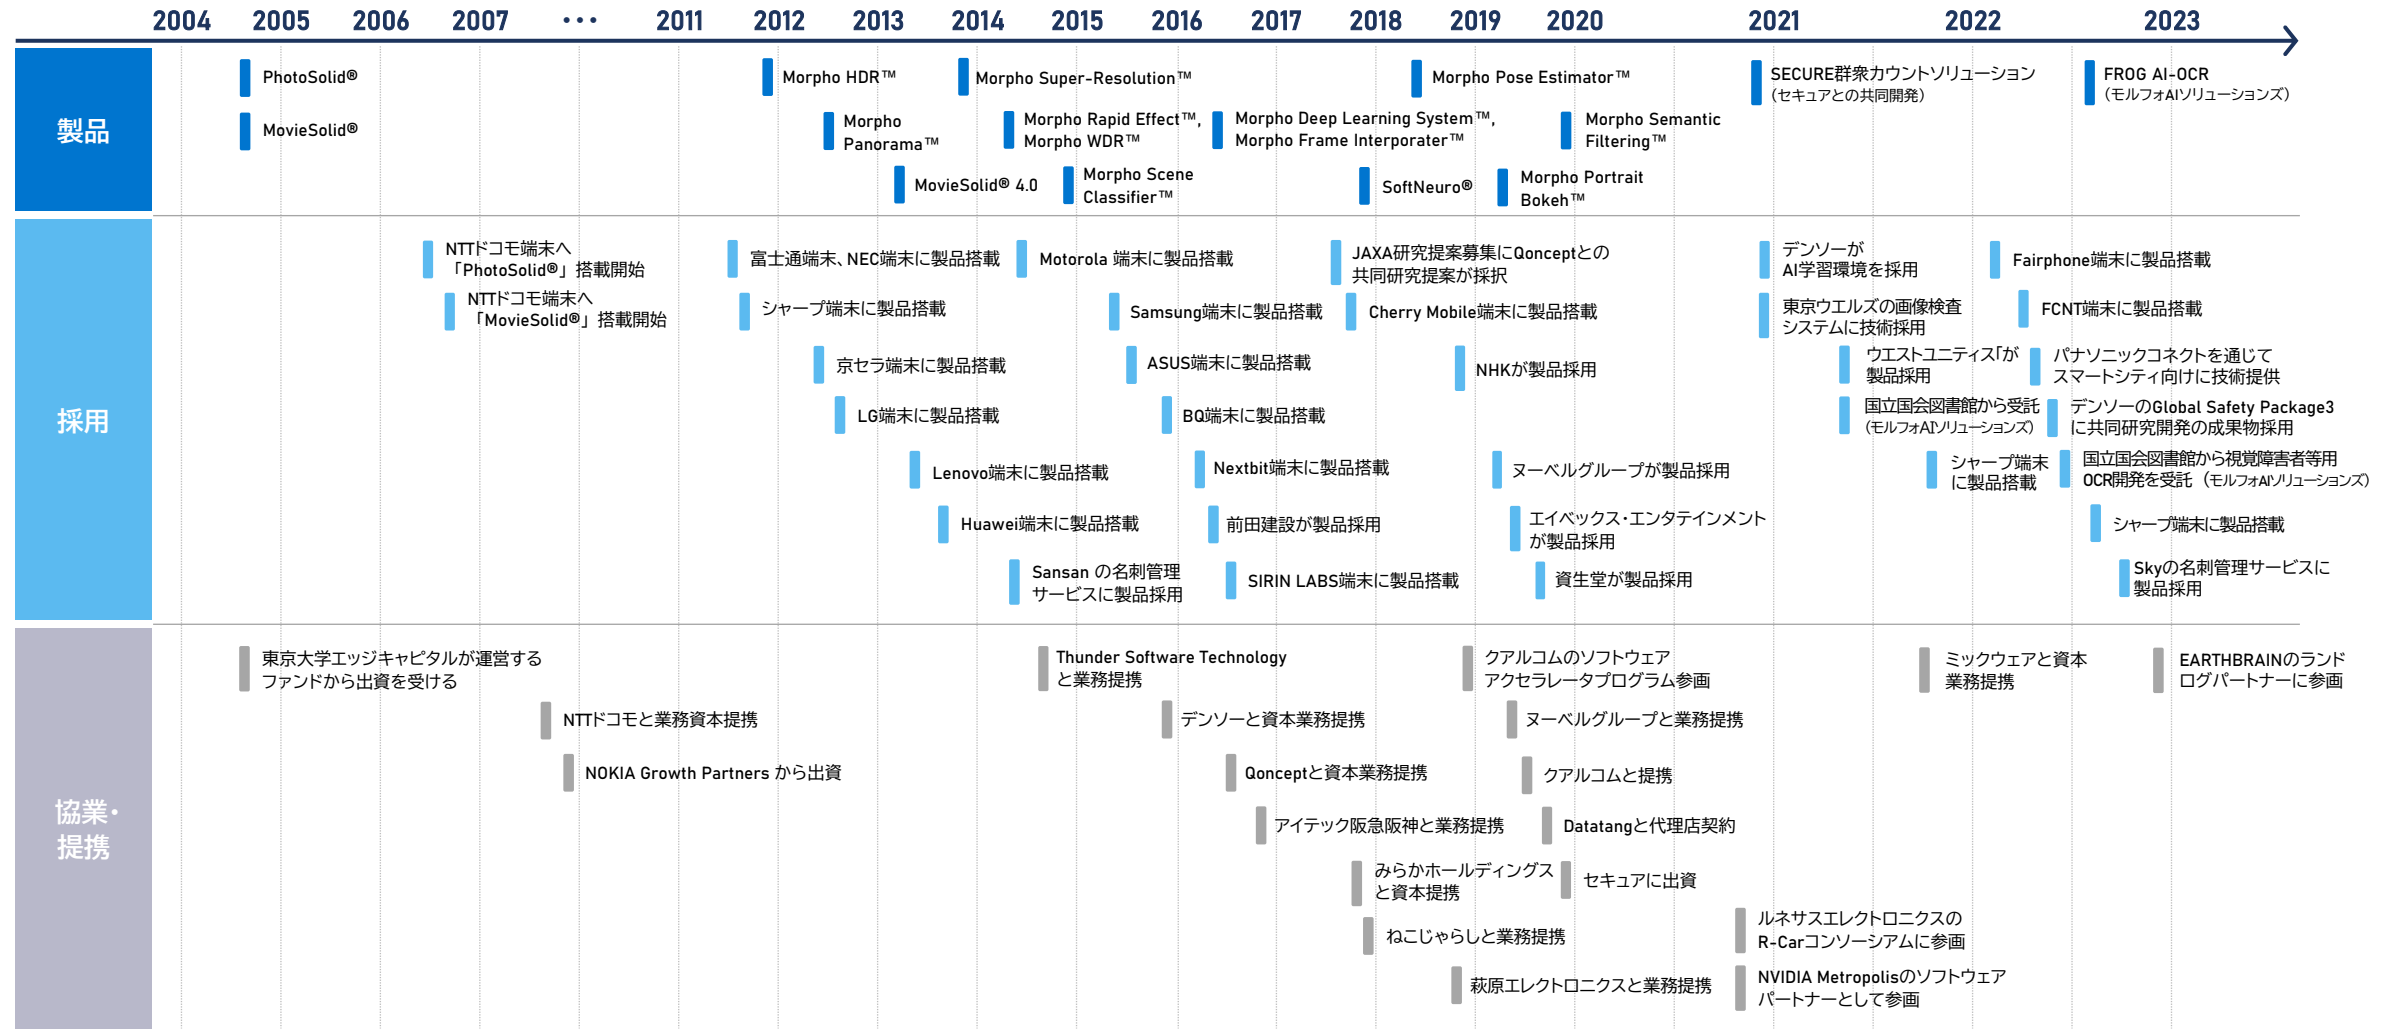 2004 2005 2006 2007 ・・・ 2011 2012 2013 2014 2015 2016 2017 2018 2019 2020 2021 2022 2023
製品
PhotoSolid®
MovieSolid®
Morpho HDR™
Morpho
Panorama™
MovieSolid® 4.0
Morpho Super-Resolution™
Morpho Rapid Effect™,
Morpho WDR™
Morpho Scene
Classifier™
Morpho Deep Learning System™,
Morpho Frame Interporater™
Morpho Pose Estimator™
SoftNeuro®
Morpho Portrait
Bokeh™
Morpho Semantic
Filtering™
SECURE群衆カウントソリューション
（セキュアとの共同開発）
FROG AI-OCR
（モルフォAIソリューションズ）
採用
NTTドコモ端末へ
「PhotoSolid®」搭載開始
NTTドコモ端末へ
「MovieSolid®」搭載開始
富士通端末、NEC端末に製品搭載
シャープ端末に製品搭載
京セラ端末に製品搭載
LG端末に製品搭載
Lenovo端末に製品搭載
Huawei端末に製品搭載
Sansan の名刺管理
サービスに製品採用
Motorola 端末に製品搭載
Samsung端末に製品搭載
ASUS端末に製品搭載
BQ端末に製品搭載
Nextbit端末に製品搭載
前田建設が製品採用
SIRIN LABS端末に製品搭載
JAXA研究提案募集にQonceptとの
共同研究提案が採択
Cherry Mobile端末に製品搭載
NHKが製品採用
ヌーベルグループが製品採用
エイベックス・エンタテインメント
が製品採用
資生堂が製品採用
デンソーが
AI学習環境を採用
東京ウエルズの画像検査
システムに技術採用
ウエストユニティス「が
製品採用
国立国会図書館から受託
（モルフォAIソリューションズ）
シャープ端末
に製品搭載
Fairphone端末に製品搭載
FCNT端末に製品搭載
パナソニックコネクトを通じて
スマートシティ向けに技術提供
デンソーのGlobal Safety Package3
に共同研究開発の成果物採用
国立国会図書館から視覚障害者等用
OCR開発を受託（モルフォAIソリューションズ）
シャープ端末に製品搭載
Skyの名刺管理サービスに
製品採用
協業・
提携
東京大学エッジキャピタルが運営する
ファンドから出資を受ける
NTTドコモと業務資本提携
NOKIA Growth Partners から出資
Thunder Software Technology
と業務提携
デンソーと資本業務提携
Qonceptと資本業務提携
アイテック阪急阪神と業務提携
みらかホールディングス
と資本提携
ねこじゃらしと業務提携
萩原エレクトロニクスと業務提携
クアルコムのソフトウェア
アクセラレータプログラム参画
ヌーベルグループと業務提携
クアルコムと提携
Datatangと代理店契約
セキュアに出資
ルネサスエレクトロニクスの
R-Carコンソーシアムに参画
NVIDIA Metropolisのソフトウェア
パートナーとして参画
ミックウェアと資本
業務提携
EARTHBRAINのランド
ログパートナーに参画